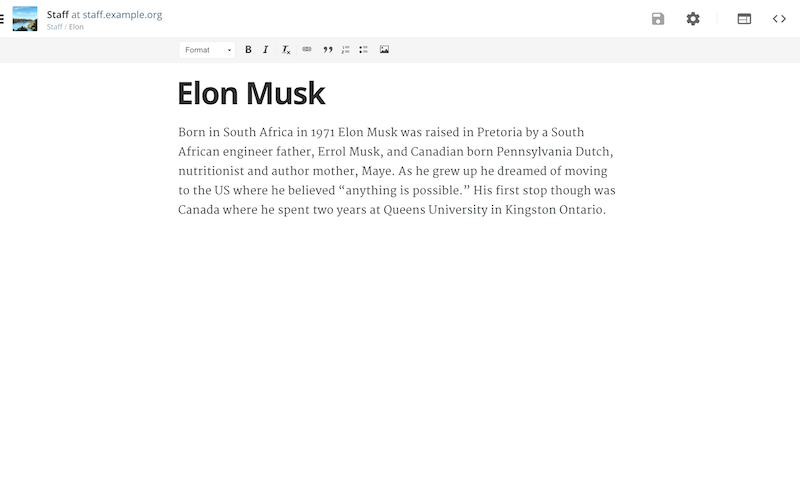 Staff at staff.example.org
Staff / Elon
Format
B I Tx
Elon Musk
Born in South Africa in 1971 Elon Musk was raised in Pretoria by a South
African engineer father, Errol Musk, and Canadian born Pennsylvania Dutch,
nutritionist and author mother, Maye. As he grew up he dreamed of moving
to the US where he believed “anything is possible.” His first stop though was
Canada where he spent two years at Queens University in Kingston Ontario.